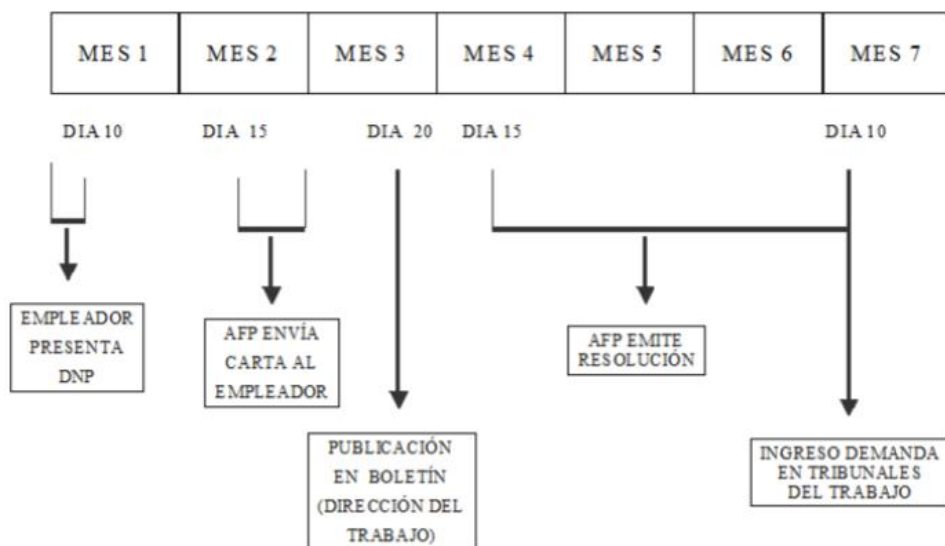 MES 1 MES 2 MES 3 MES 4 MES 5 MES 6 MES 7
DIA 10 DIA 15 DIA 20 DIA 15 DIA 10
EMPLEADOR
PRESENTA
DNP
AFP ENVÍA
CARTA AL
EMPLEADOR
PUBLICACIÓN
EN BOLETÍN
(DIRECCIÓN DEL
TRABAJO)
AFP EMITE
RESOLUCIÓN
INGRESO DEMANDA
EN TRIBUNALES
DEL TRABAJO